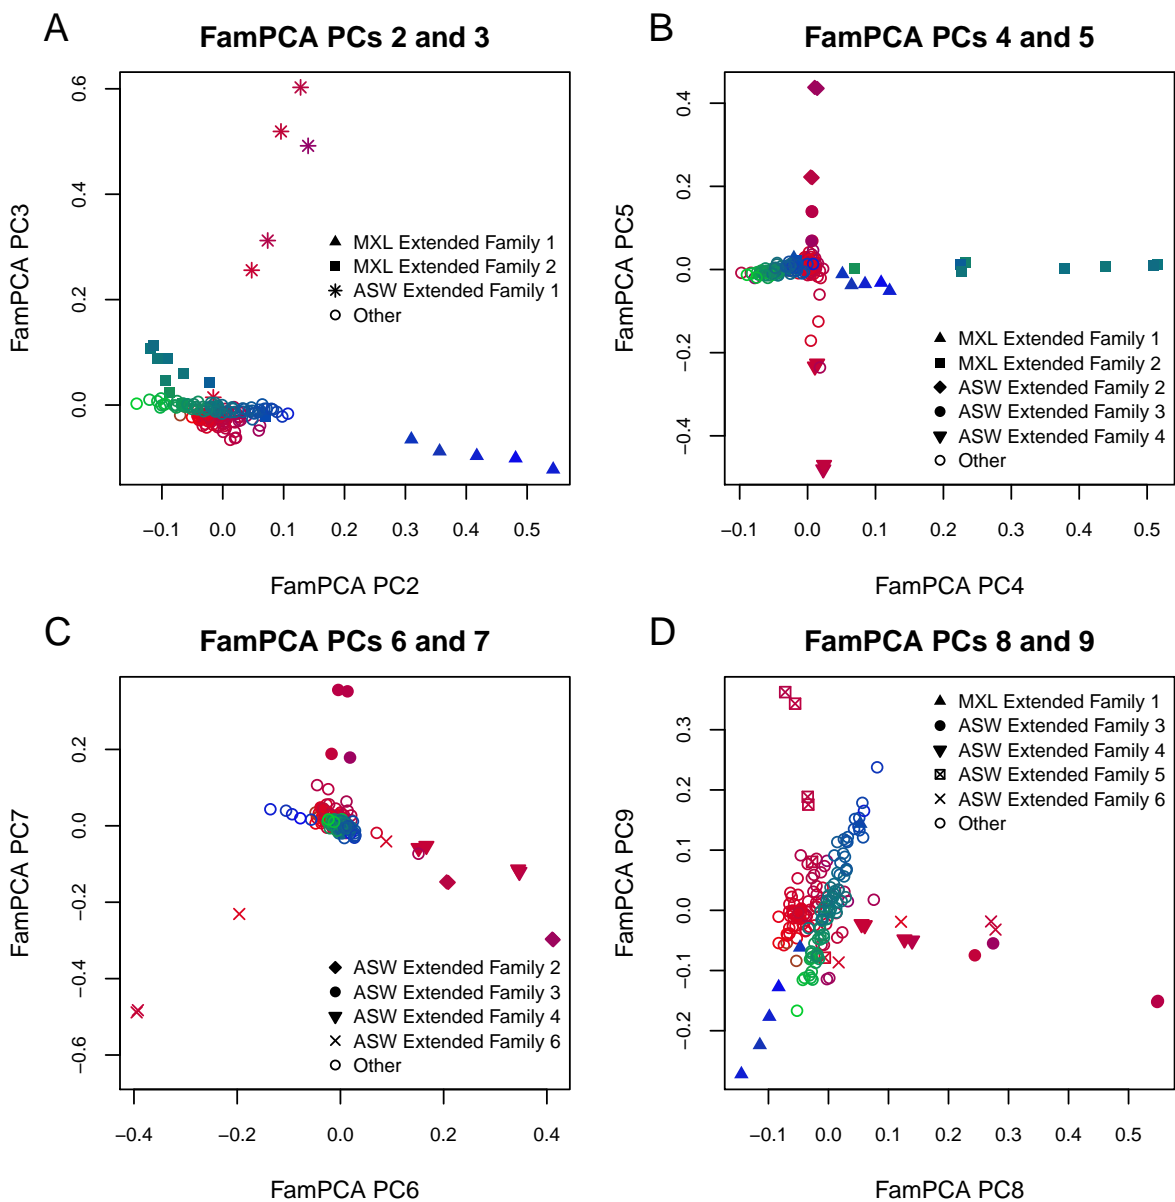 A
FamPCA PCs 2 and 3
FamPCA PC3
0.6
0.4
0.2
0.0
MXL Extended Family 1
MXL Extended Family 2
ASW Extended Family 1
Other
−0.1 0.0 0.1 0.2 0.3 0.4 0.5
FamPCA PC2
B
FamPCA PCs 4 and 5
FamPCA PC5
0.4
0.2
0.0
−0.2
−0.4
MXL Extended Family 1
MXL Extended Family 2
ASW Extended Family 2
ASW Extended Family 3
ASW Extended Family 4
Other
−0.1 0.0 0.1 0.2 0.3 0.4 0.5
FamPCA PC4
C
FamPCA PCs 6 and 7
FamPCA PC7
0.2
0.0
−0.2
−0.4
−0.6
ASW Extended Family 2
ASW Extended Family 3
ASW Extended Family 4
ASW Extended Family 6
Other
−0.4 −0.2 0.0 0.2 0.4
FamPCA PC6
D
FamPCA PCs 8 and 9
FamPCA PC9
0.3
0.2
0.1
0.0
−0.1
−0.2
MXL Extended Family 1
ASW Extended Family 3
ASW Extended Family 4
ASW Extended Family 5
ASW Extended Family 6
Other
−0.1 0.0 0.1 0.2 0.3 0.4 0.5
FamPCA PC8